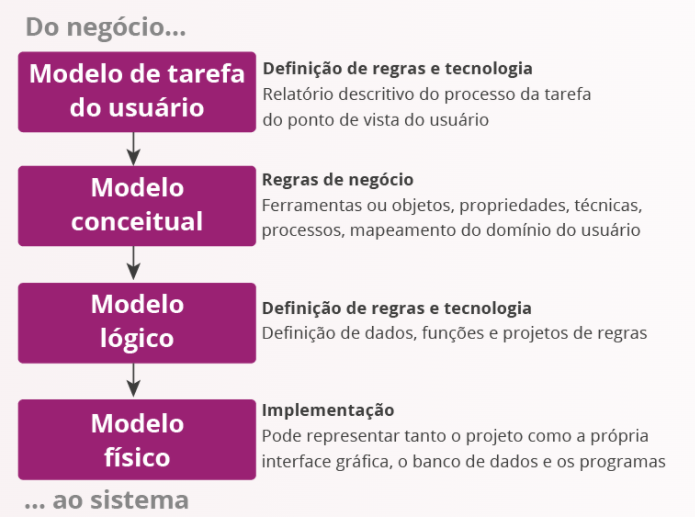 Do negócio...
Modelo de tarefa
do usuário
Definição de regras e tecnologia
Relatório descritivo do processo da tarefa
do ponto de vista do usuário
Modelo
conceitual
Regras de negócio
Ferramentas ou objetos, propriedades, técnicas,
processos, mapeamento do domínio do usuário
Modelo
lógico
Definição de regras e tecnologia
Definição de dados, funções e projetos de regras
Modelo
físico
Implementação
Pode representar tanto o projeto como a própria
interface gráfica, o banco de dados e os programas
... ao sistema